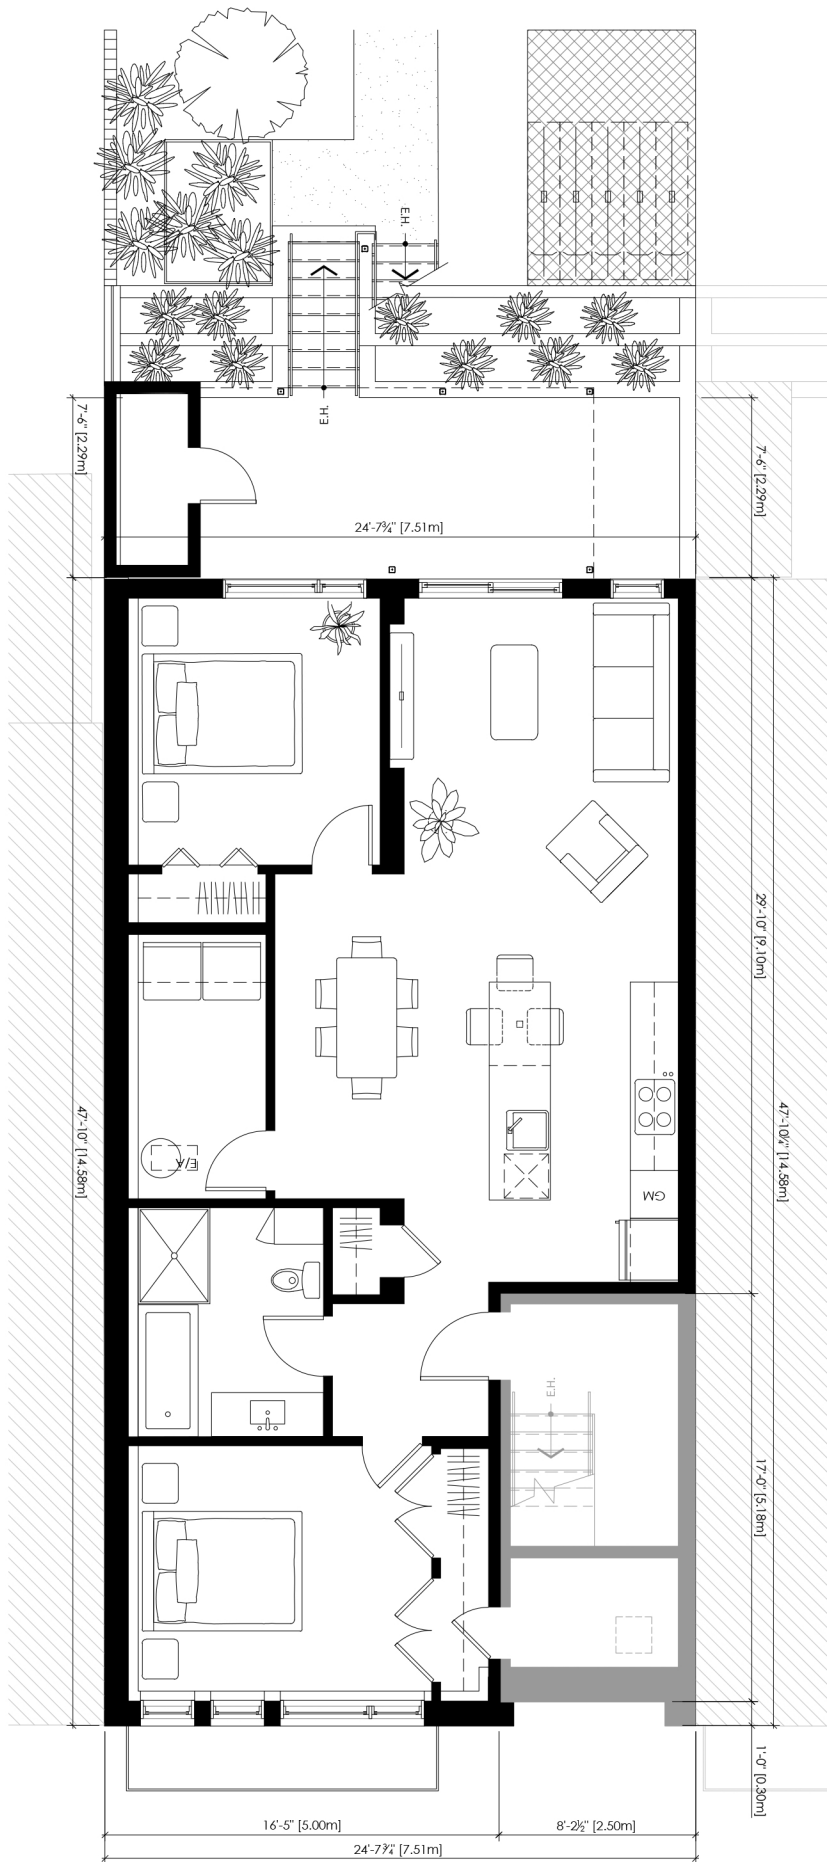 E.H.
E.H.
7'-6" [2.29m]
7'-6" [2.29m]
24'-7¾" [7.51m]
29'-10" [9.10m]
47'-10" [14.58m]
47'-10¼" [14.58m]
E/A
GM
E.H.
17'-0" [5.18m]
1'-0" [0.30m]
16'-5" [5.00m]
8'-2½" [2.50m]
24'-7¾" [7.51m]